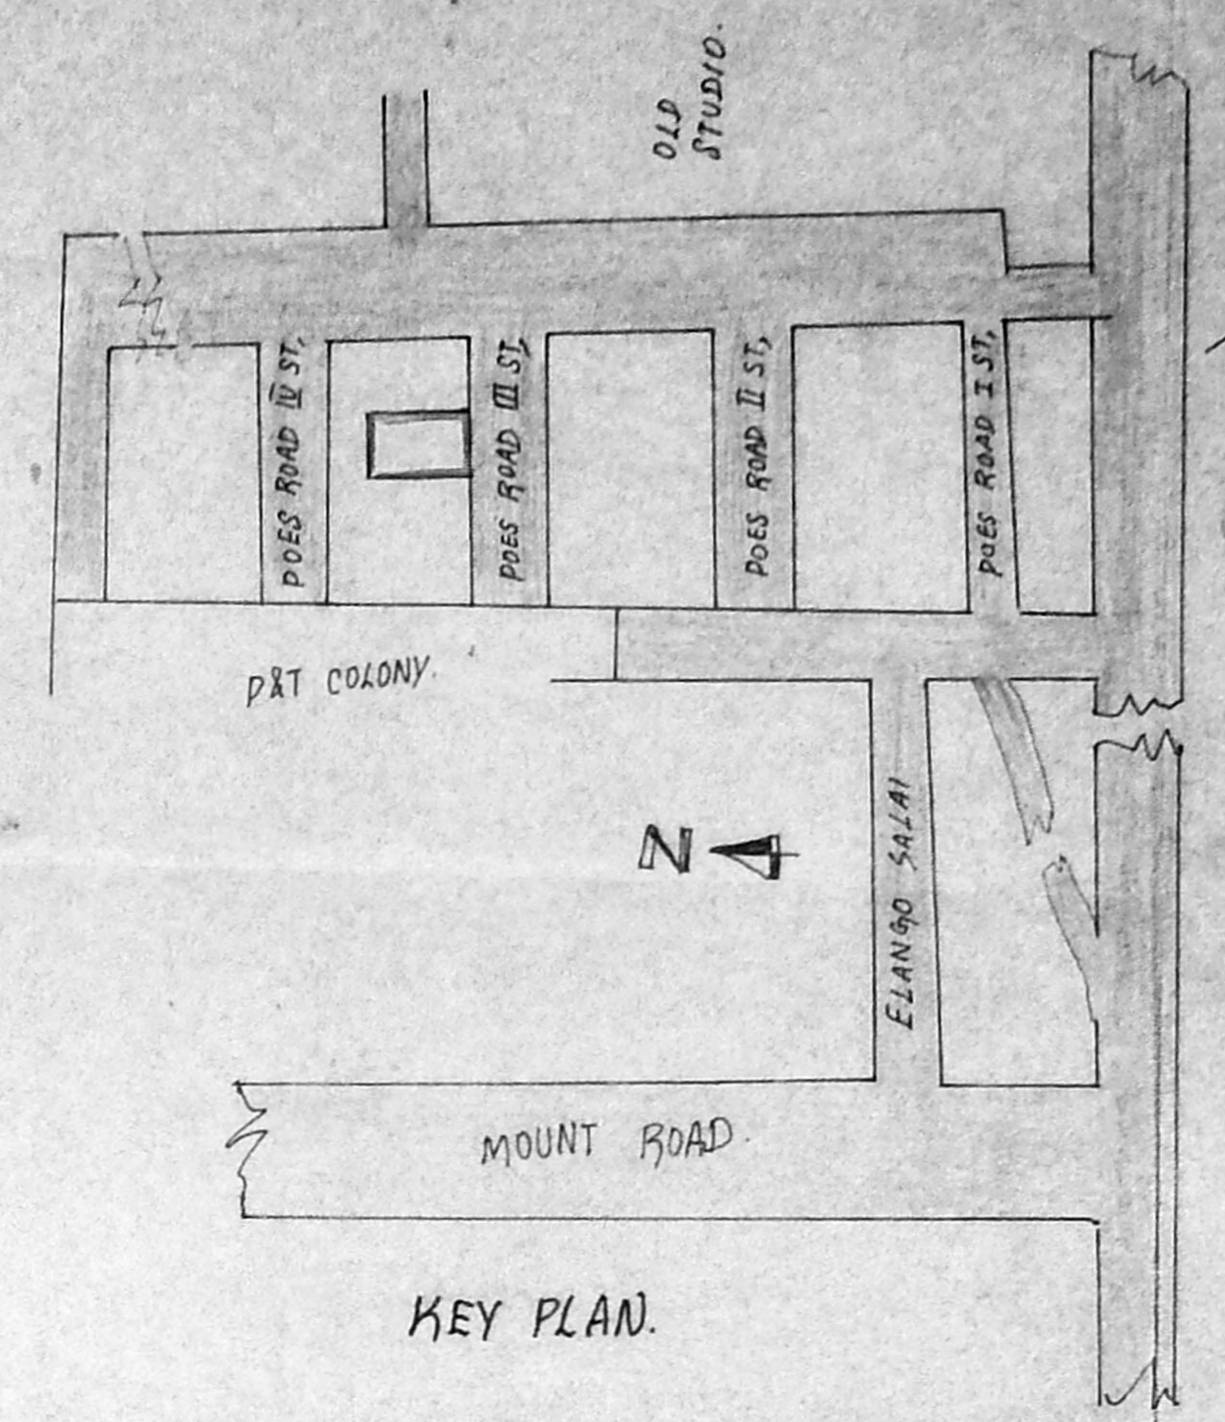 OLD
STUDIO.
POES ROAD IV ST,
POES ROAD III ST,
POES ROAD II ST,
POES ROAD I ST,
P&T COLONY.
N
ELANGO SALAI
MOUNT ROAD.
KEY PLAN.